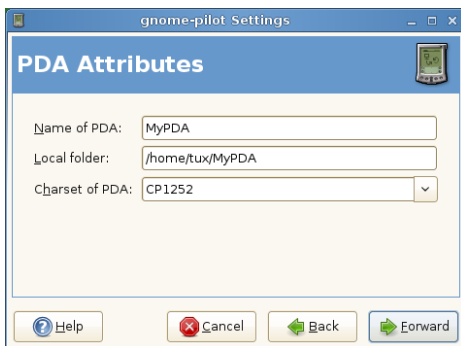 gnome-pilot Settings
PDA Attributes
Name of PDA: MyPDA
Local folder: /home/tux/MyPDA
Charset of PDA: CP1252
Help Cancel Back Forward